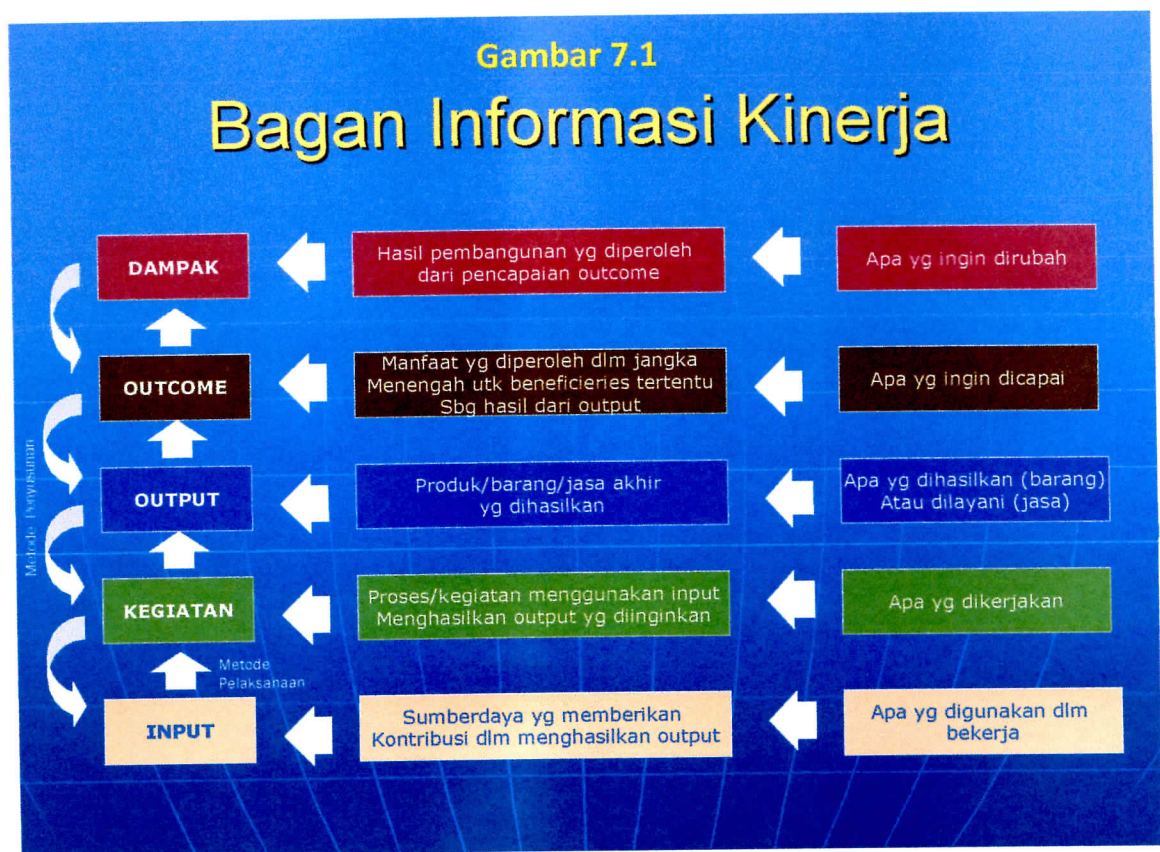 Gambar 7.1
Bagan Informasi Kinerja
DAMPAK
Hasil pembangunan yg diperoleh
dari pencapaian outcome
Apa yg ingin dirubah
OUTCOME
Manfaat yg diperoleh dlm jangka
Menengah utk beneficieries tertentu
Sbg hasil dari output
Apa yg ingin dicapai
Metode Penyusunan
OUTPUT
Produk/barang/jasa akhir
yg dihasilkan
Apa yg dihasilkan (barang)
Atau dilayani (jasa)
KEGIATAN
Proses/kegiatan menggunakan input
Menghasilkan output yg diinginkan
Apa yg dikerjakan
Metode
Pelaksanaan
INPUT
Sumberdaya yg memberikan
Kontribusi dlm menghasilkan output
Apa yg digunakan dlm
bekerja